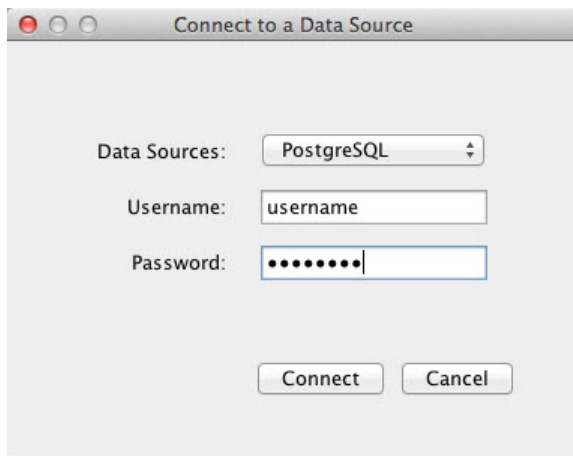 Connect to a Data Source
Data Sources: PostgreSQL
Username: username
Password: ••••••••
Connect Cancel